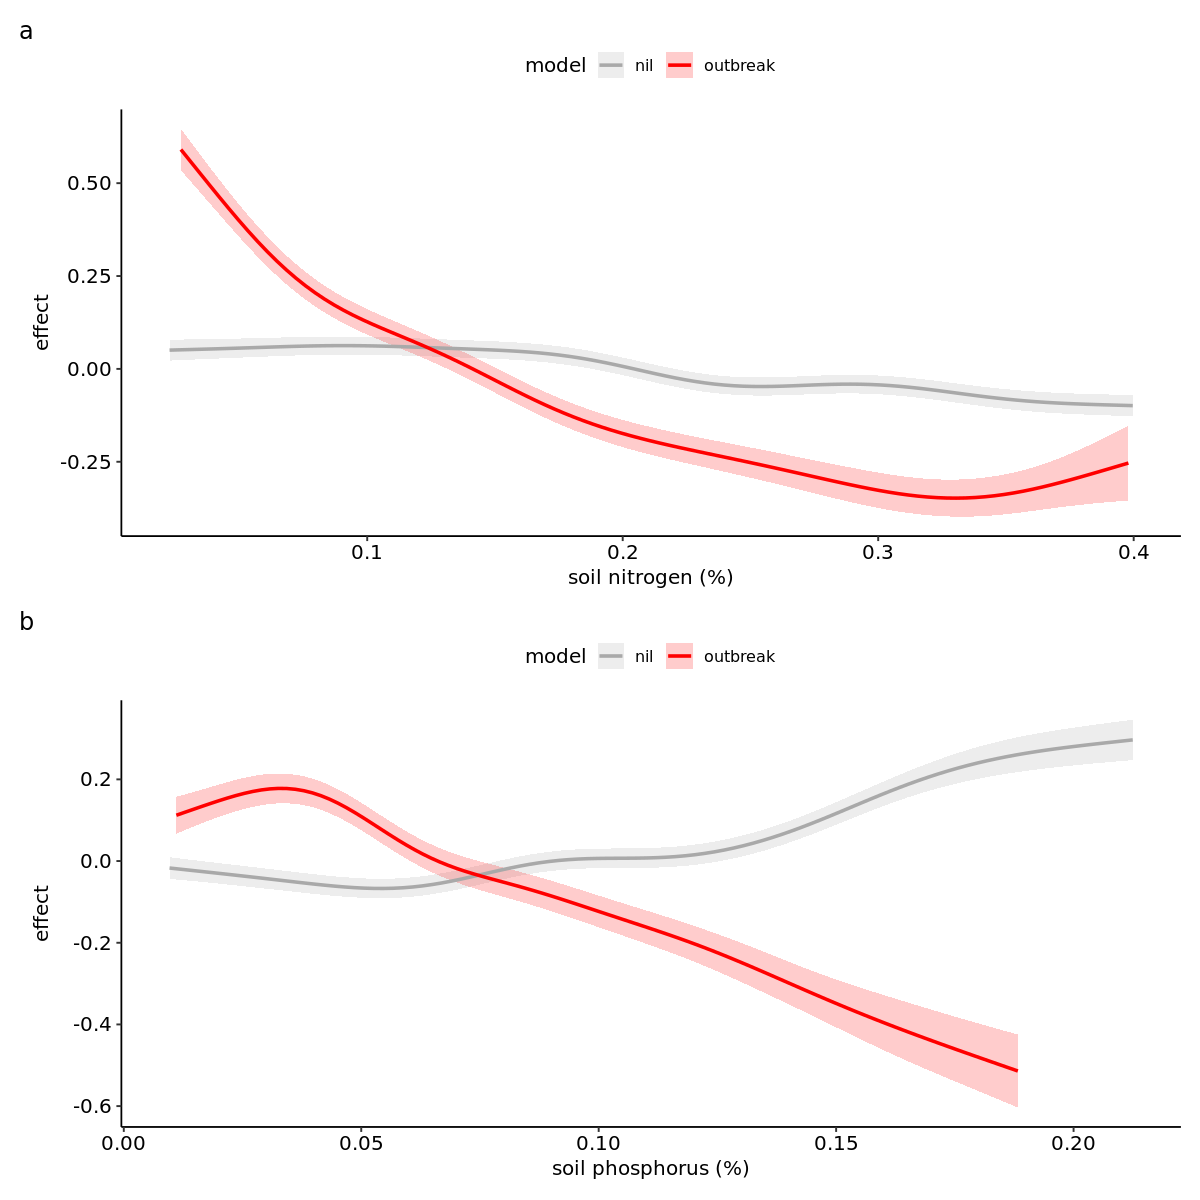 a
model nil outbreak
0.50
0.25
0.00
-0.25
effect
0.1 0.2 0.3 0.4
soil nitrogen (%)
b
model nil outbreak
0.2
0.0
-0.2
-0.4
-0.6
effect
0.00 0.05 0.10 0.15 0.20
soil phosphorus (%)